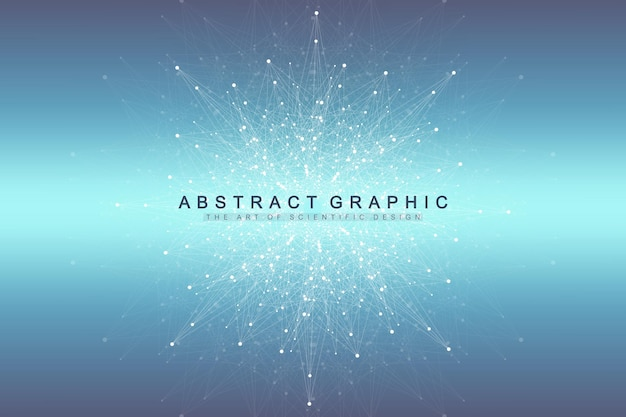 ABSTRACT GRAPHIC
THE ART OF SCIENTIFIC DESIGN